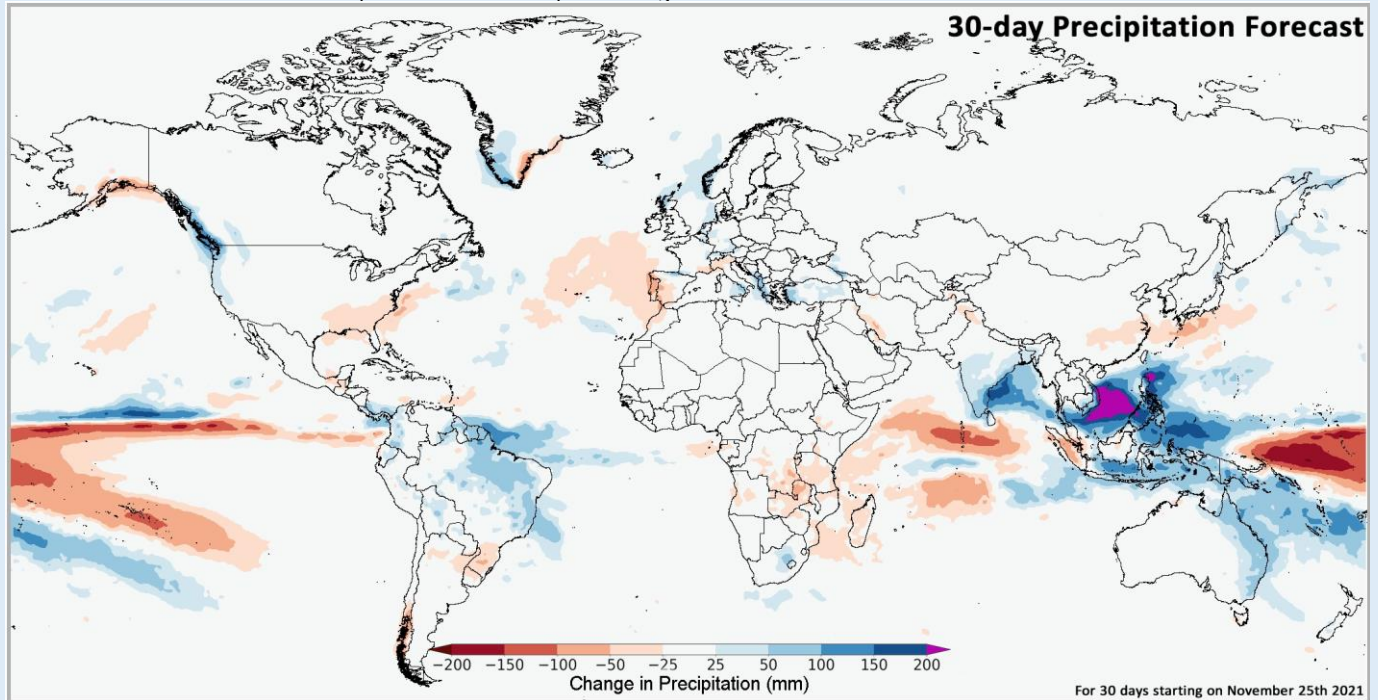 30-day Precipitation Forecast
−200 −150 −100 −50 −25 25 50 100 150 200
Change in Precipitation (mm)
For 30 days starting on November 25th 2021